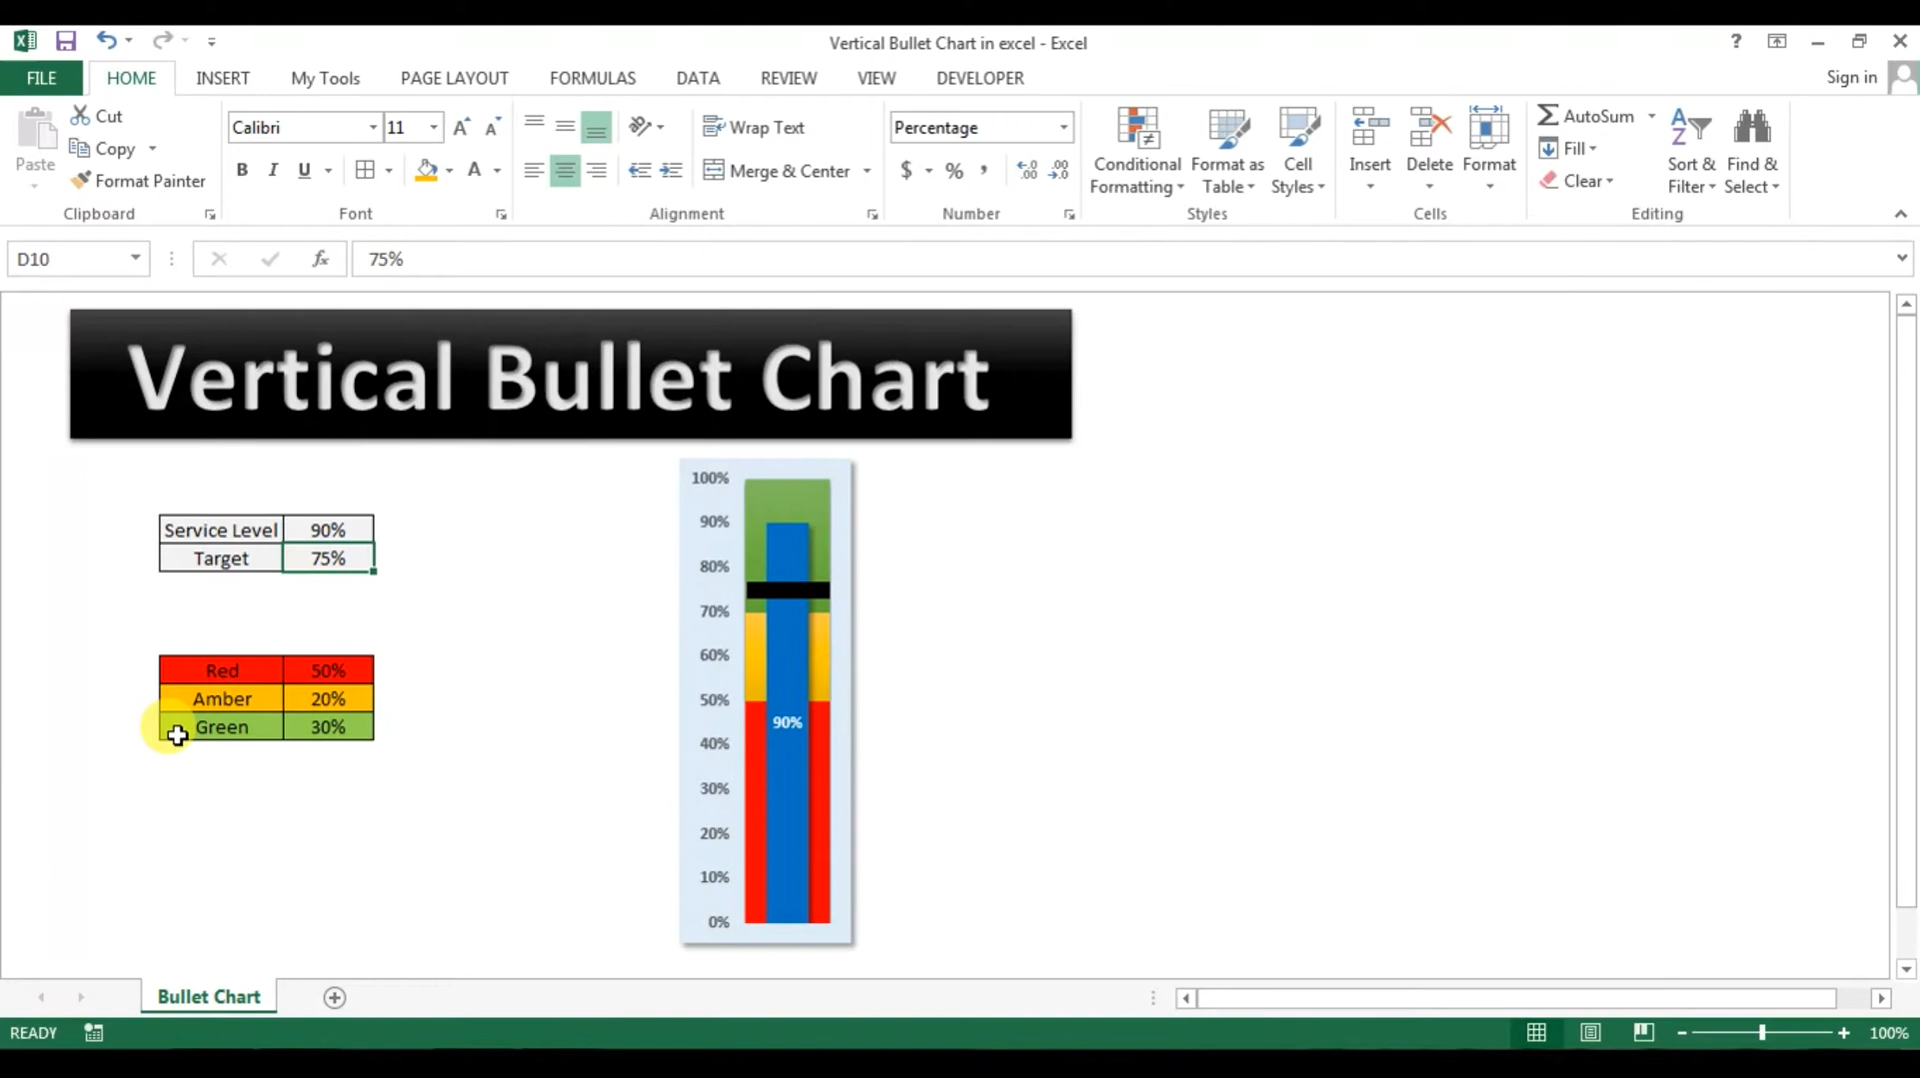 Vertical Bullet Chart in excel - Excel
?
FILE HOME INSERT My Tools PAGE LAYOUT FORMULAS DATA REVIEW VIEW DEVELOPER Sign in
Paste
Cut
Copy
Format Painter
Clipboard
Calibri 11
B I U A
Font
Wrap Text
Merge & Center
Alignment
Percentage
$ % ,
Number
Conditional Formatting
Format as Table
Cell Styles
Styles
Insert Delete Format
Cells
AutoSum
Fill
Clear
Sort & Filter
Find & Select
Editing
D10 fx 75%
Vertical Bullet Chart
Service Level 90%
Target 75%
Red 50%
Amber 20%
Green 30%
100%
90%
80%
70%
60%
50%
40%
30%
20%
10%
0%
90%
Bullet Chart
READY 100%